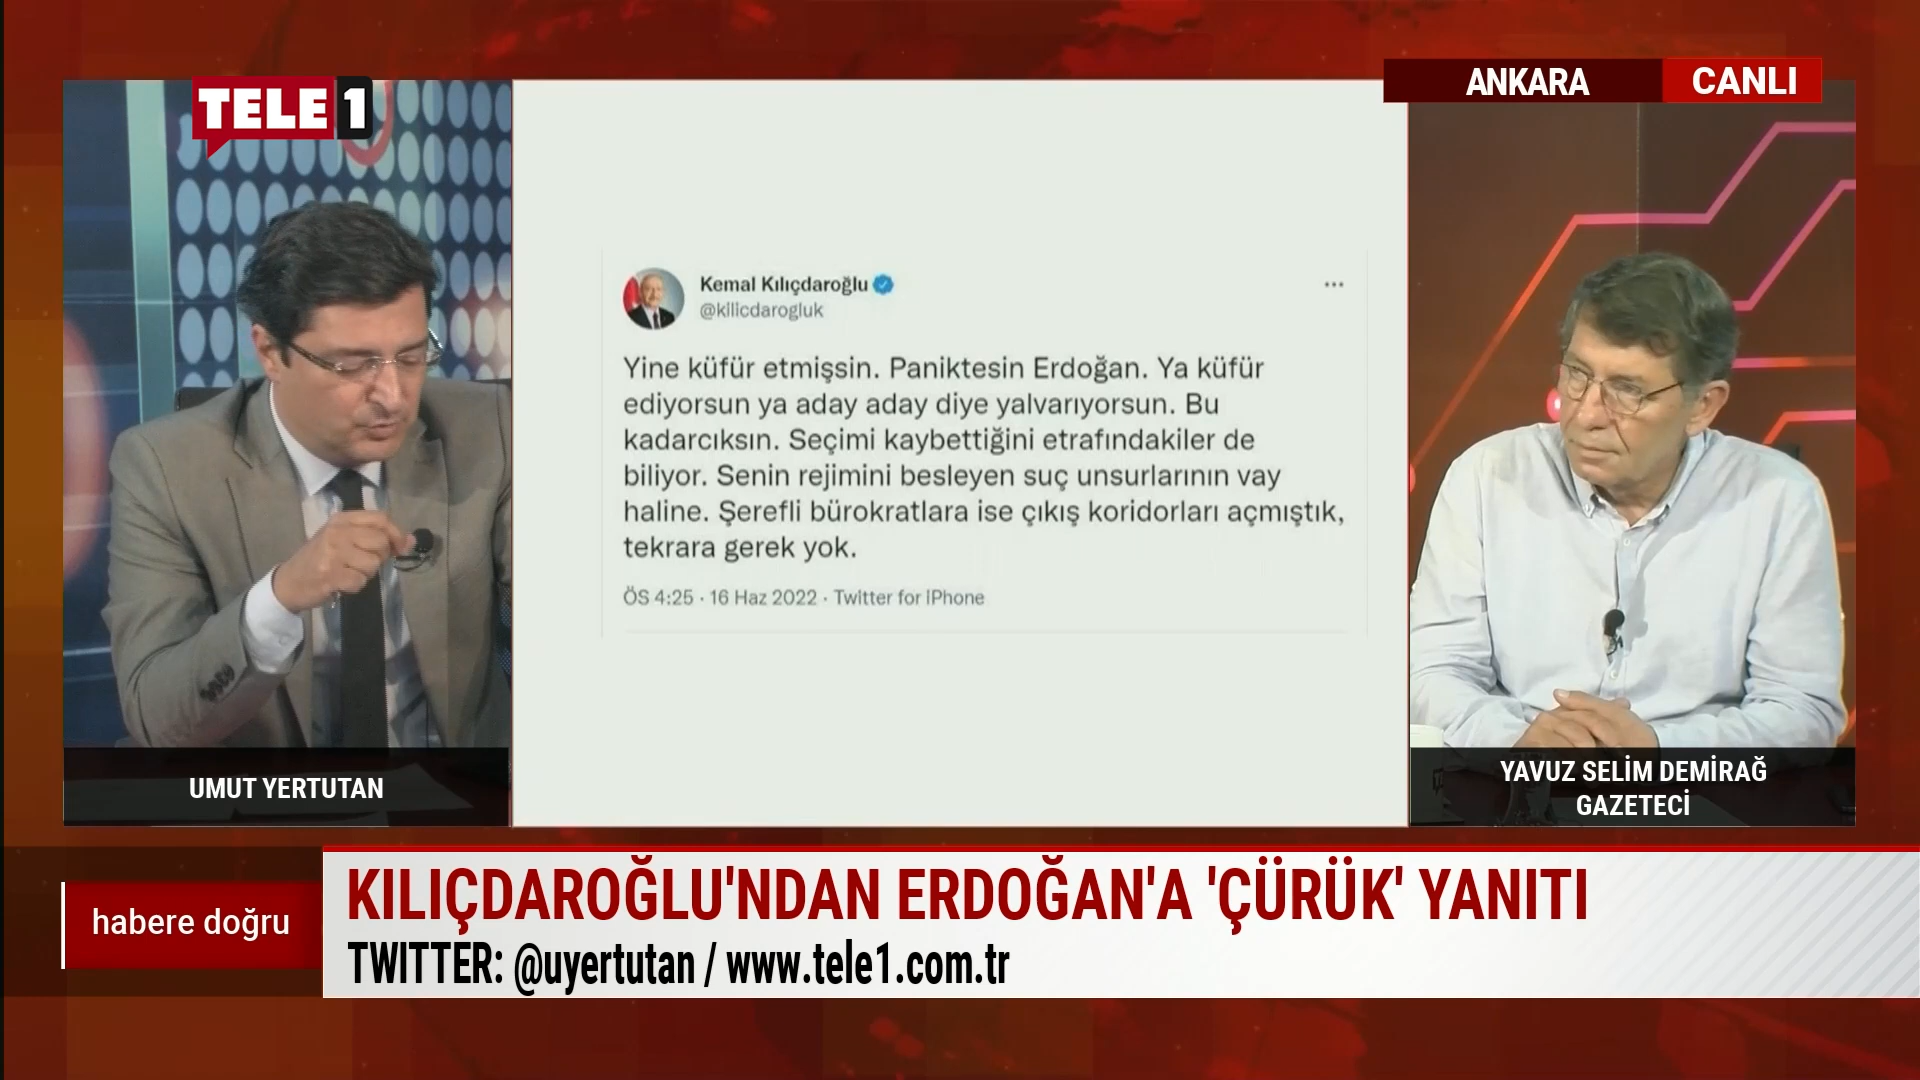 TELE 1
ANKARA CANLI
Kemal Kılıçdaroğlu
@kilicdarogluk
Yine küfür etmişsin. Paniktesin Erdoğan. Ya küfür
ediyorsun ya aday aday diye yalvarıyorsun. Bu
kadarcıksın. Seçimi kaybettiğini etrafındakiler de
biliyor. Senin rejimini besleyen suç unsurlarının vay
haline. Şerefli bürokratlara ise çıkış koridorları açmıştık,
tekrara gerek yok.
ÖS 4:25 · 16 Haz 2022 · Twitter for iPhone
UMUT YERTUTAN
YAVUZ SELİM DEMİRAĞ
GAZETECİ
habere doğru
KILIÇDAROĞLU'NDAN ERDOĞAN'A 'ÇÜRÜK' YANITI
TWITTER: @uyertutan / www.tele1.com.tr